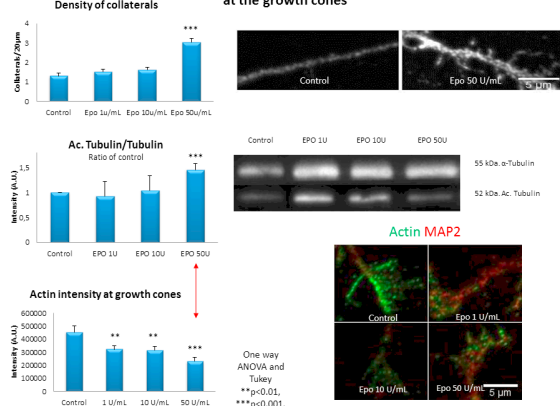 at the growth cones
Density of collaterals
Collaterals/20µm
4
3
2
1
0
Control Epo 1u/mL Epo 10u/mL Epo 50u/mL
***
Control
Epo 50 U/mL
5 µm
Ac. Tubulin/Tubulin
Ratio of control
Intensity (A.U.)
1,5
1
0,5
0
***
Control EPO 1U EPO 10U EPO 50U
Control EPO 1U EPO 10U EPO 50U
55 kDa. α-Tubulin
52 kDa. Ac. Tubulin
Actin MAP2
Control
Epo 1 U/mL
Epo 10 U/mL
Epo 50 U/mL
5 µm
Actin intensity at growth cones
Intensity (A.U.)
600000
500000
400000
300000
200000
100000
0
** ** ***
Control 1 U/mL 10 U/mL 50 U/mL
One way
ANOVA and
Tukey
**p<0.01,
***p<0.001.